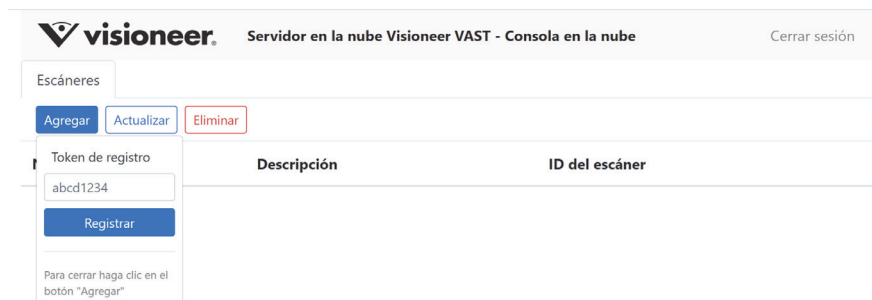 visioneer®
Servidor en la nube Visioneer VAST - Consola en la nube
Cerrar sesión
Escáneres
Agregar Actualizar Eliminar
Descripción ID del escáner
Token de registro
abcd1234
Registrar
Para cerrar haga clic en el
botón "Agregar"